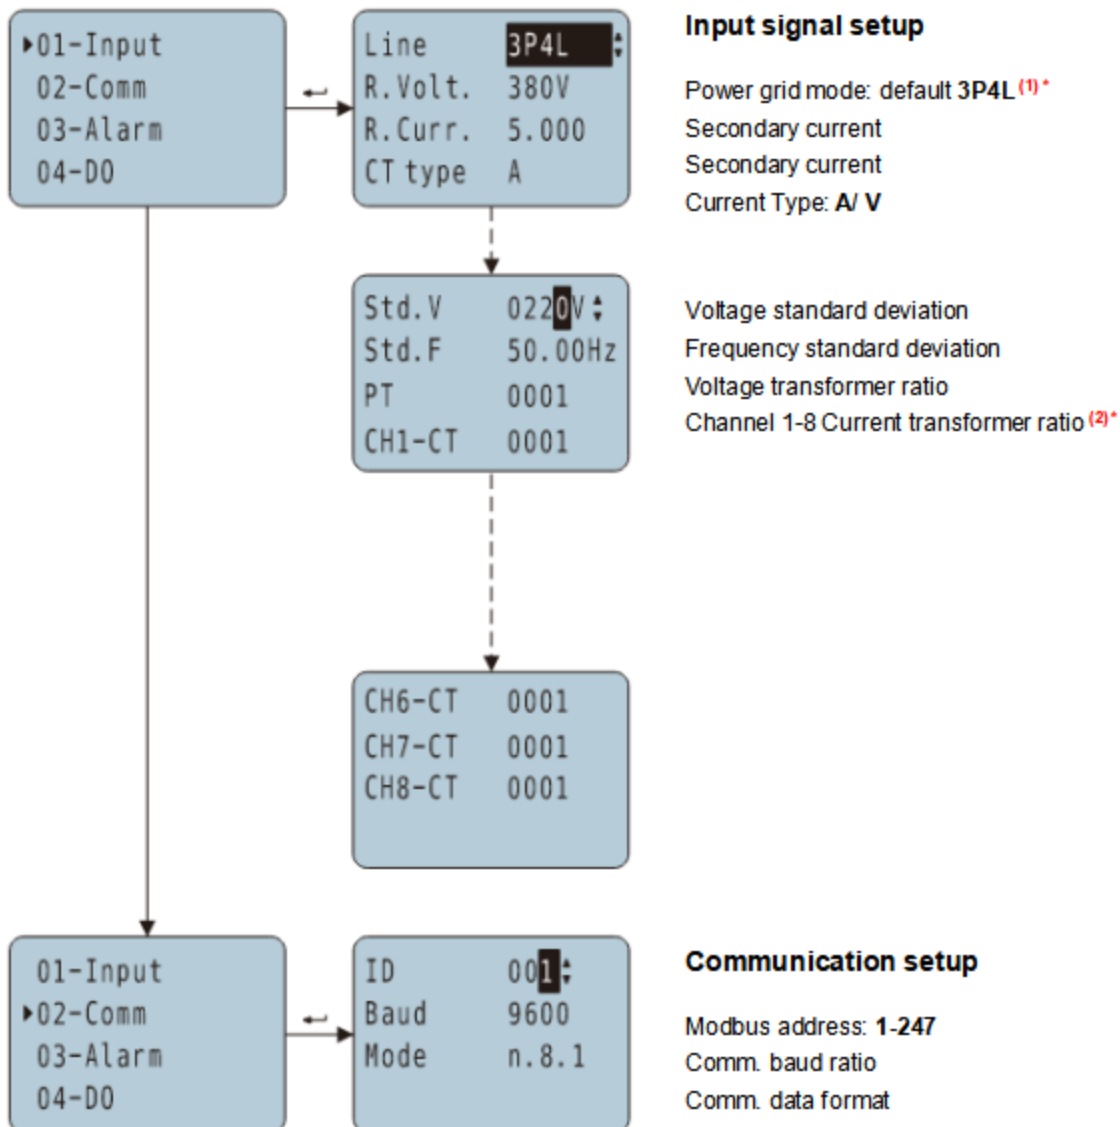 ▸01-Input
02-Comm
03-Alarm
04-DO
Line 3P4L
R.Volt. 380V
R.Curr. 5.000
CT type A
Input signal setup
Power grid mode: default 3P4L (1)*
Secondary current
Secondary current
Current Type: A/ V
Std.V 0220V
Std.F 50.00Hz
PT 0001
CH1-CT 0001
Voltage standard deviation
Frequency standard deviation
Voltage transformer ratio
Channel 1-8 Current transformer ratio (2)*
CH6-CT 0001
CH7-CT 0001
CH8-CT 0001
01-Input
▸02-Comm
03-Alarm
04-DO
ID 001
Baud 9600
Mode n.8.1
Communication setup
Modbus address: 1-247
Comm. baud ratio
Comm. data format